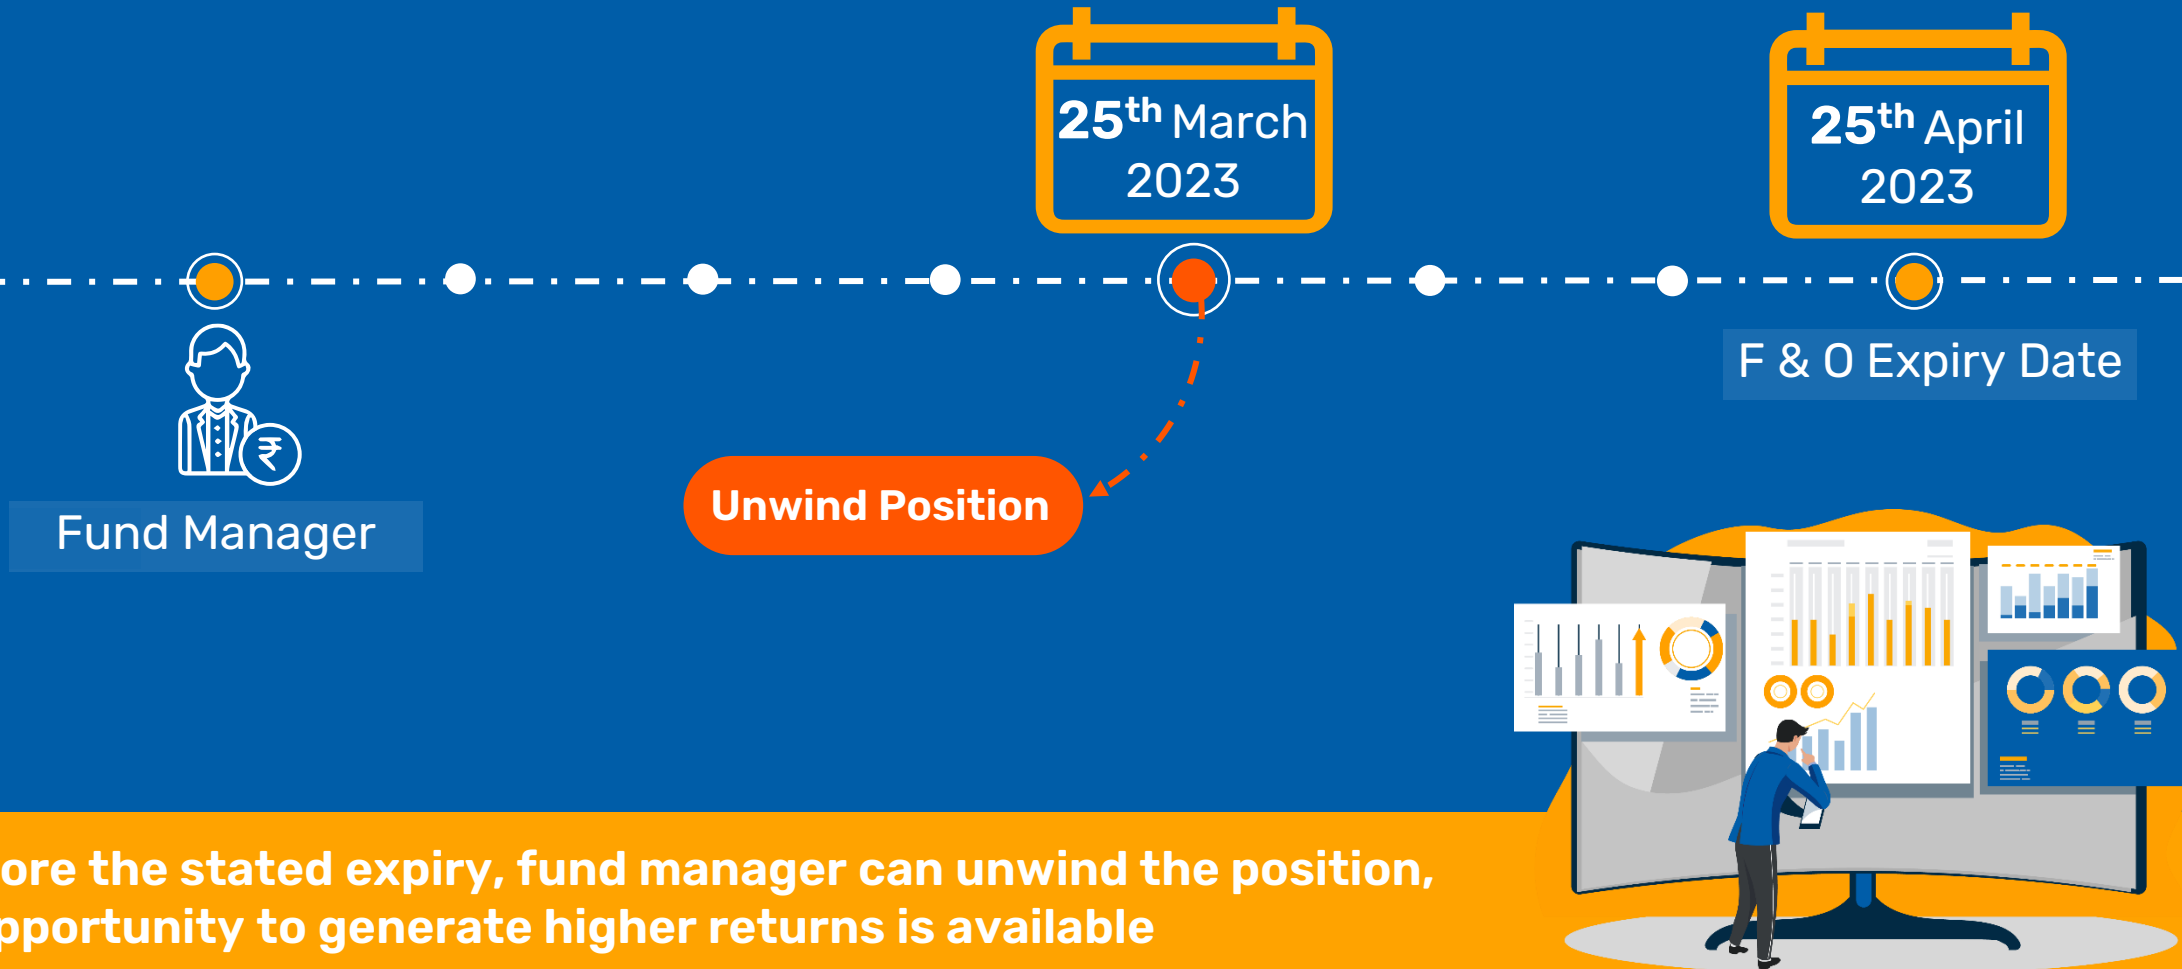 25th March
2023
25th April
2023
F & O Expiry Date
₹
Fund Manager
Unwind Position
ore the stated expiry, fund manager can unwind the position,
pportunity to generate higher returns is available